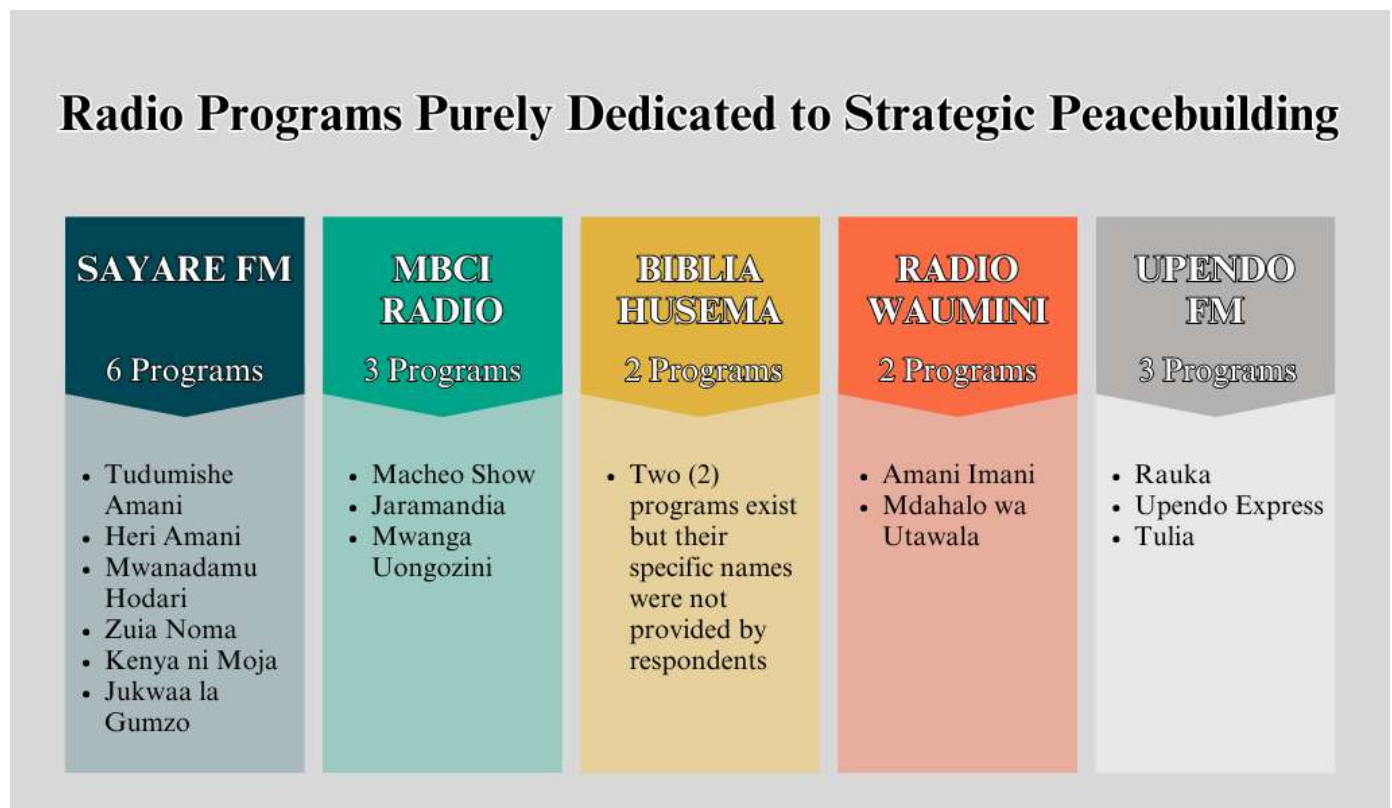 Radio Programs Purely Dedicated to Strategic Peacebuilding
SAYARE FM
6 Programs
• Tudumishe
Amani
• Heri Amani
• Mwanadamu
Hodari
• Zuia Noma
• Kenya ni Moja
• Jukwaa la
Gumzo
MBCI
RADIO
3 Programs
• Macheo Show
• Jaramandia
• Mwanga
Uongozini
BIBLIA
HUSEMA
2 Programs
• Two (2)
programs exist
but their
specific names
were not
provided by
respondents
RADIO
WAUMINI
2 Programs
• Amani Imani
• Mdahalo wa
Utawala
UPENDO
FM
3 Programs
• Rauka
• Upendo Express
• Tulia